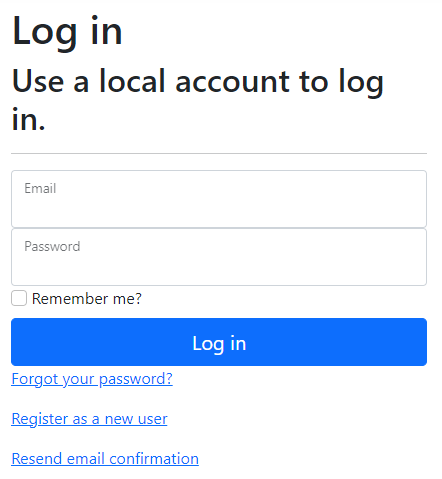 Log in
Use a local account to log
in.
Email
Password
Remember me?
Log in
Forgot your password?
Register as a new user
Resend email confirmation